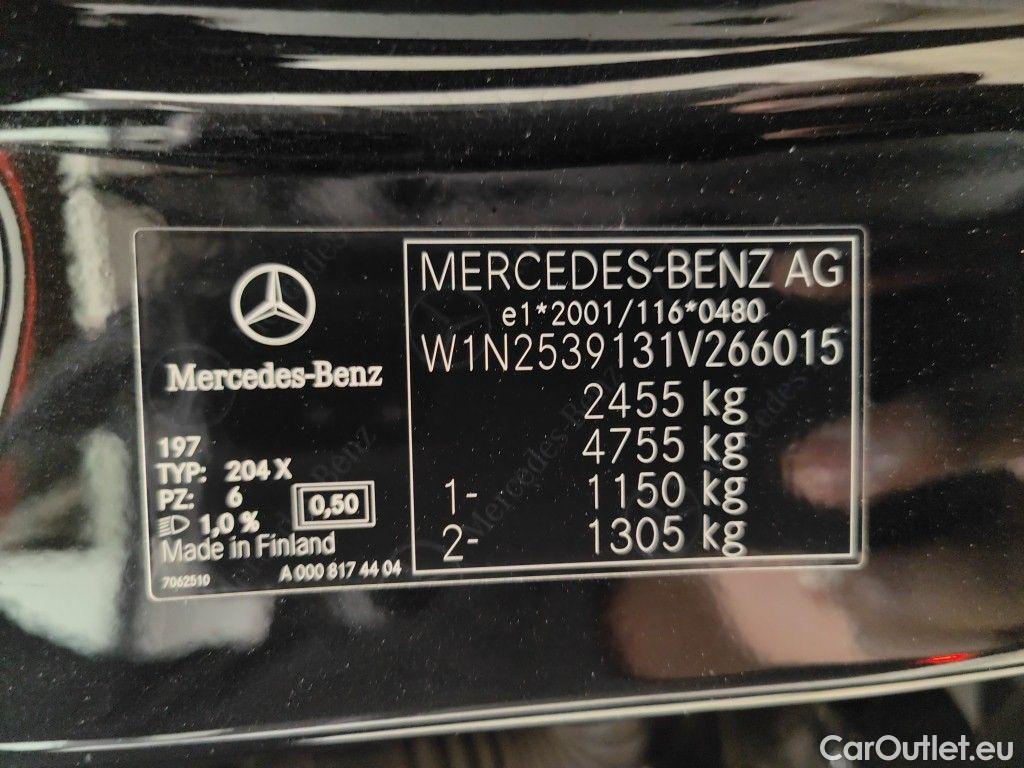 Mercedes-Benz
197
TYP: 204 X
PZ: 6
0,50
1,0 %
Made in Finland
7062510
A 000 817 44 04
MERCEDES-BENZ AG
e1*2001/116*0480
W1N2539131V266015
2455 kg
4755 kg
1- 1150 kg
2- 1305 kg
CarOutlet.eu